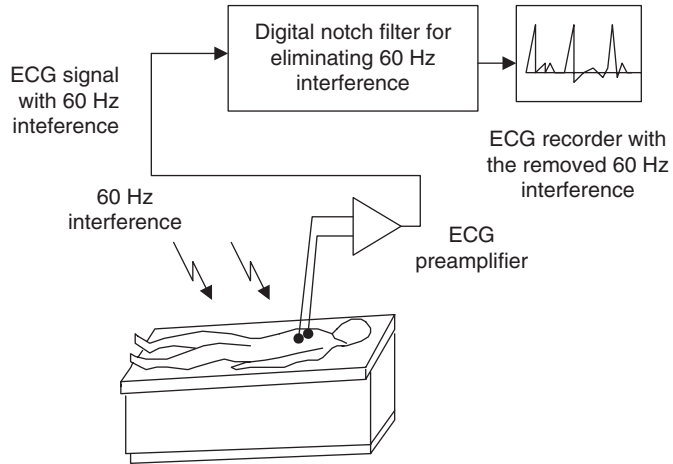 Digital notch filter for
eliminating 60 Hz
interference
ECG signal
with 60 Hz
inteference
ECG recorder with
the removed 60 Hz
interference
60 Hz
interference
ECG
preamplifier